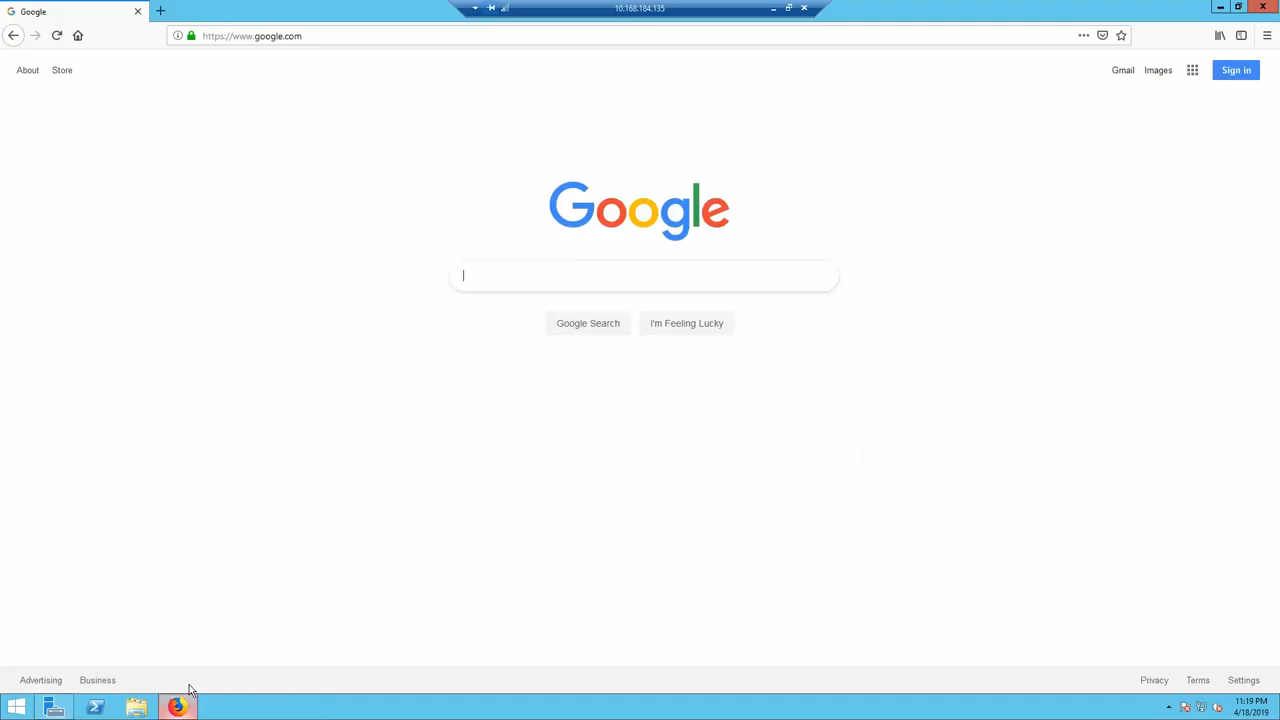 Google
10.168.184.135
https://www.google.com
About
Store
Gmail
Images
Sign in
Google
Google Search
I'm Feeling Lucky
Advertising
Business
Privacy
Terms
Settings
11:19 PM
4/18/2019